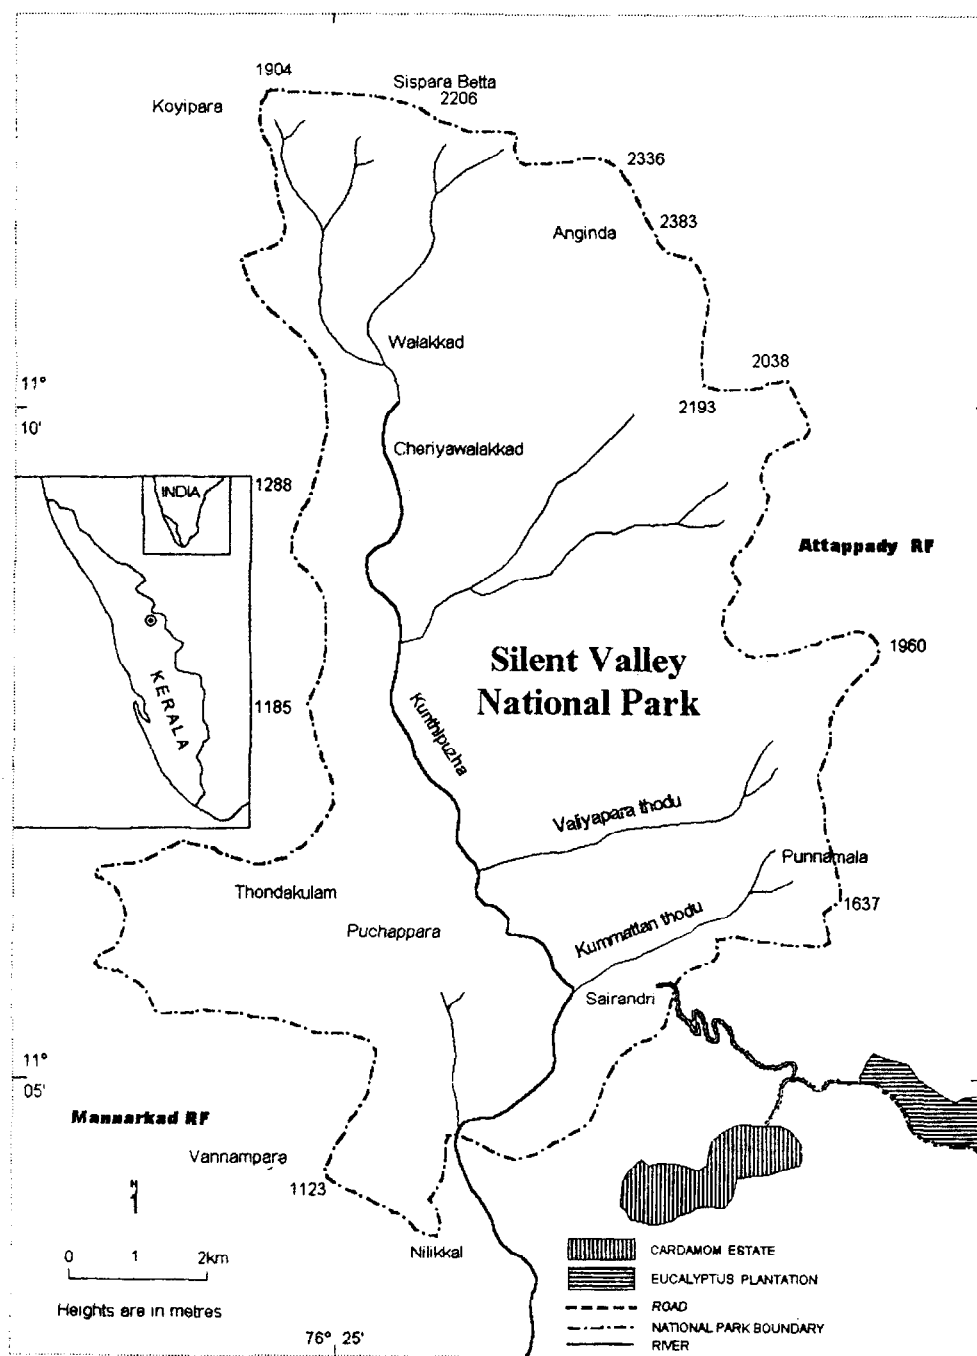 1904
Sispara Betta
2206
Koyipara
2336
2383
Anginda
Walakkad
2038
11°
10'
2193
Cheriyawalakkad
1288
INDIA
Attappady RF
Silent Valley
National Park
1960
KERALA
1185
Kunthipuzha
Valiyapara thodu
Punnamala
Thondakulam
1637
Puchappara
Kummattan thodu
Sairandri
11°
05'
Mannarkad RF
Vannampara
1123
N
Nilikkal
0 1 2km
Heights are in metres
76° 25'
CARDAMOM ESTATE
EUCALYPTUS PLANTATION
ROAD
NATIONAL PARK BOUNDARY
RIVER